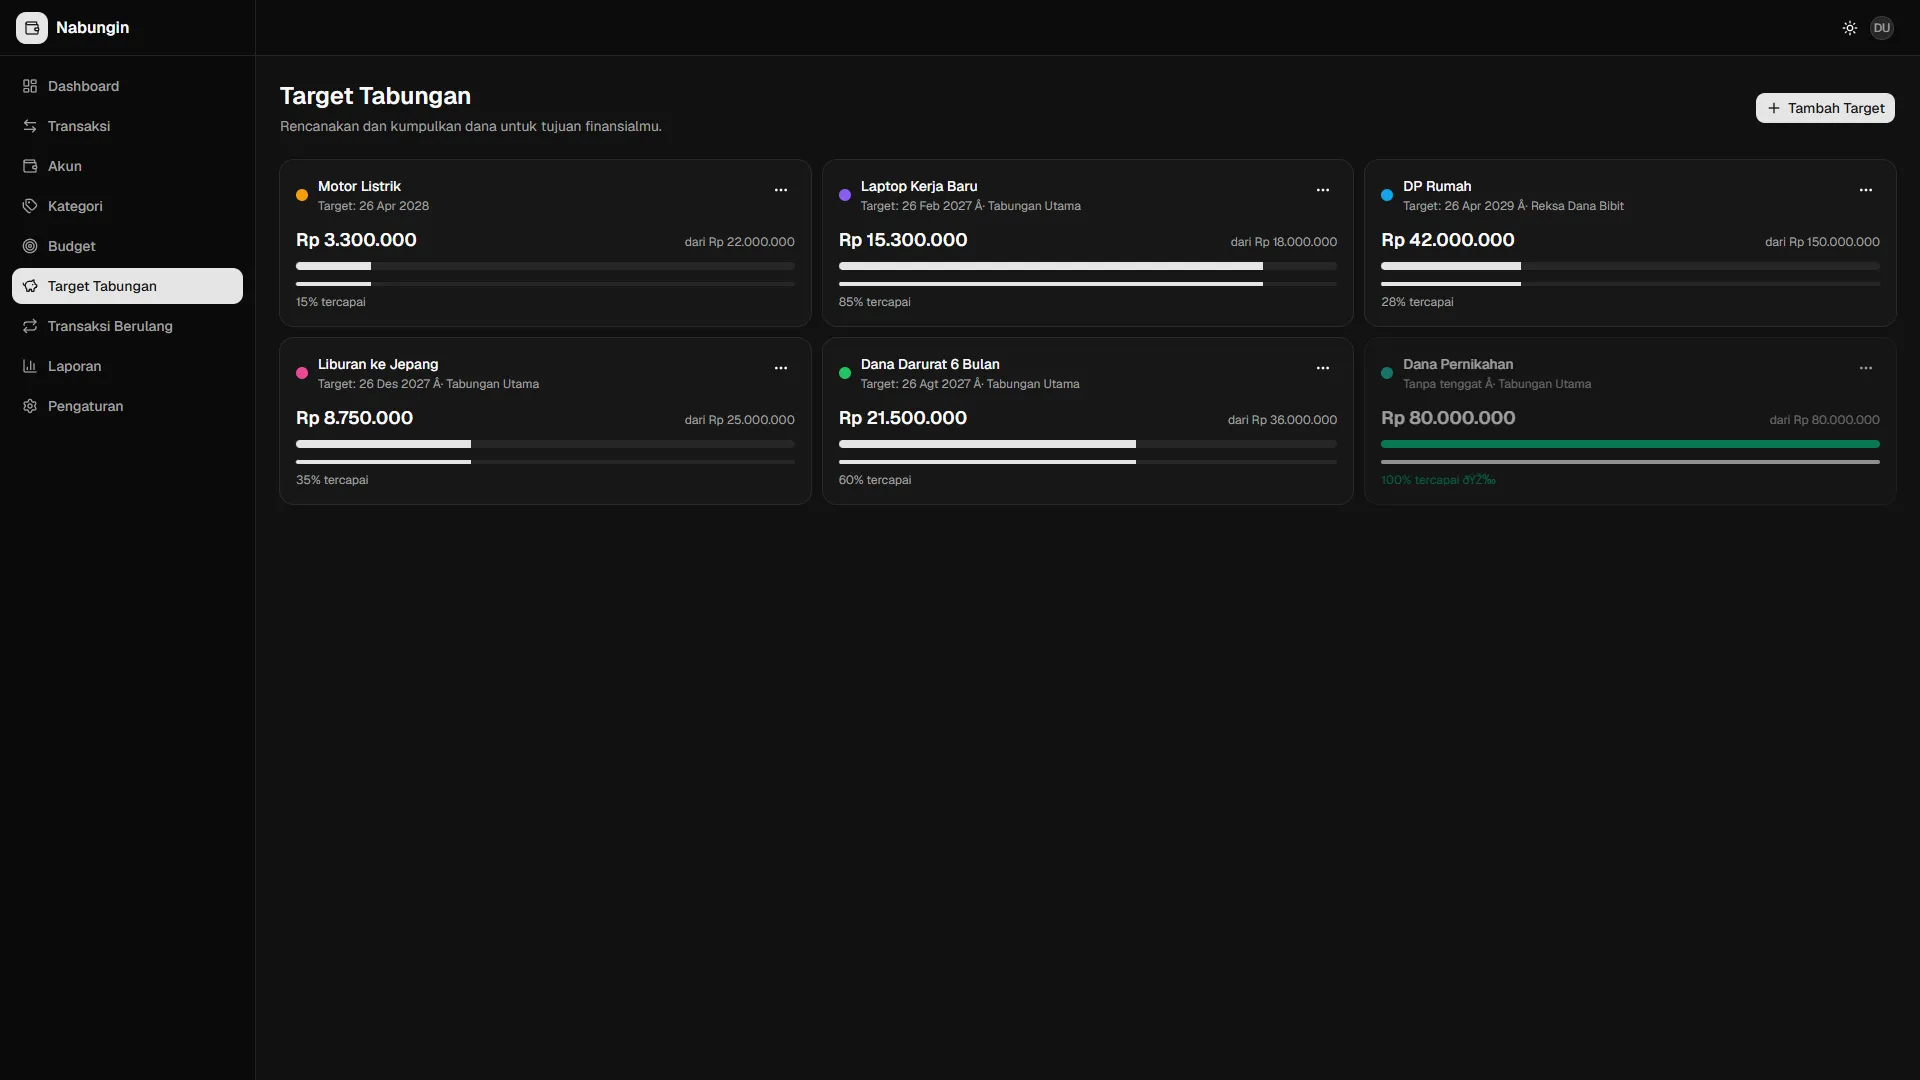 Nabungin
DU
Dashboard
Transaksi
Akun
Kategori
Budget
Target Tabungan
Transaksi Berulang
Laporan
Pengaturan
Target Tabungan
Rencanakan dan kumpulkan dana untuk tujuan finansialmu.
+ Tambah Target
Motor Listrik
Target: 26 Apr 2028
Rp 3.300.000
dari Rp 22.000.000
15% tercapai
Laptop Kerja Baru
Target: 26 Feb 2027 Â· Tabungan Utama
Rp 15.300.000
dari Rp 18.000.000
85% tercapai
DP Rumah
Target: 26 Apr 2029 Â· Reksa Dana Bibit
Rp 42.000.000
dari Rp 150.000.000
28% tercapai
Liburan ke Jepang
Target: 26 Des 2027 Â· Tabungan Utama
Rp 8.750.000
dari Rp 25.000.000
35% tercapai
Dana Darurat 6 Bulan
Target: 26 Agt 2027 Â· Tabungan Utama
Rp 21.500.000
dari Rp 36.000.000
60% tercapai
Dana Pernikahan
Tanpa tenggat Â· Tabungan Utama
Rp 80.000.000
dari Rp 80.000.000
100% tercapai ðŸŽ‰